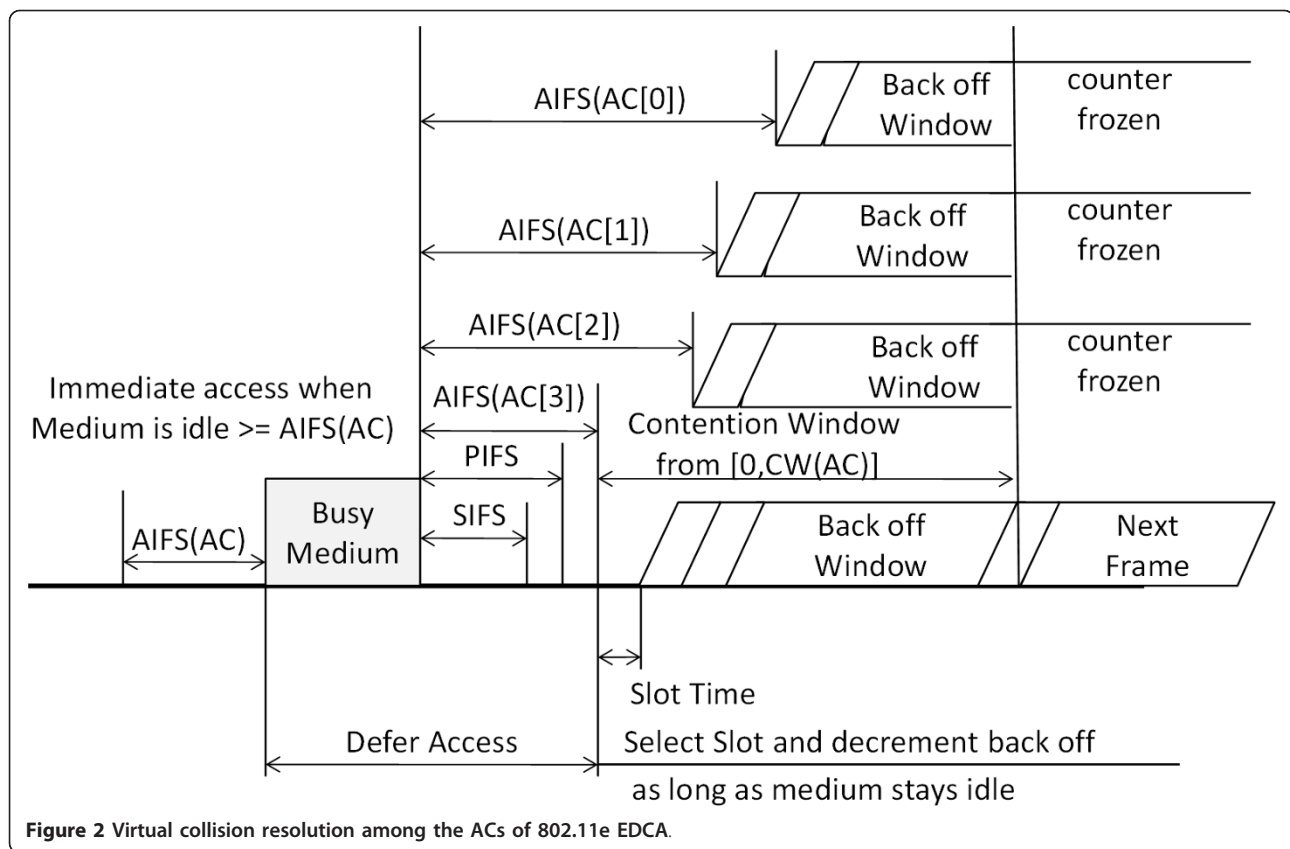 AIFS(AC[0])
Back off
Window
counter
frozen
AIFS(AC[1])
Back off
Window
counter
frozen
AIFS(AC[2])
Back off
Window
counter
frozen
Immediate access when
Medium is idle >= AIFS(AC)
AIFS(AC[3])
Contention Window
from [0,CW(AC)]
PIFS
SIFS
AIFS(AC)
Busy
Medium
Back off
Window
Next
Frame
Slot Time
Defer Access
Select Slot and decrement back off
as long as medium stays idle
Figure 2 Virtual collision resolution among the ACs of 802.11e EDCA.